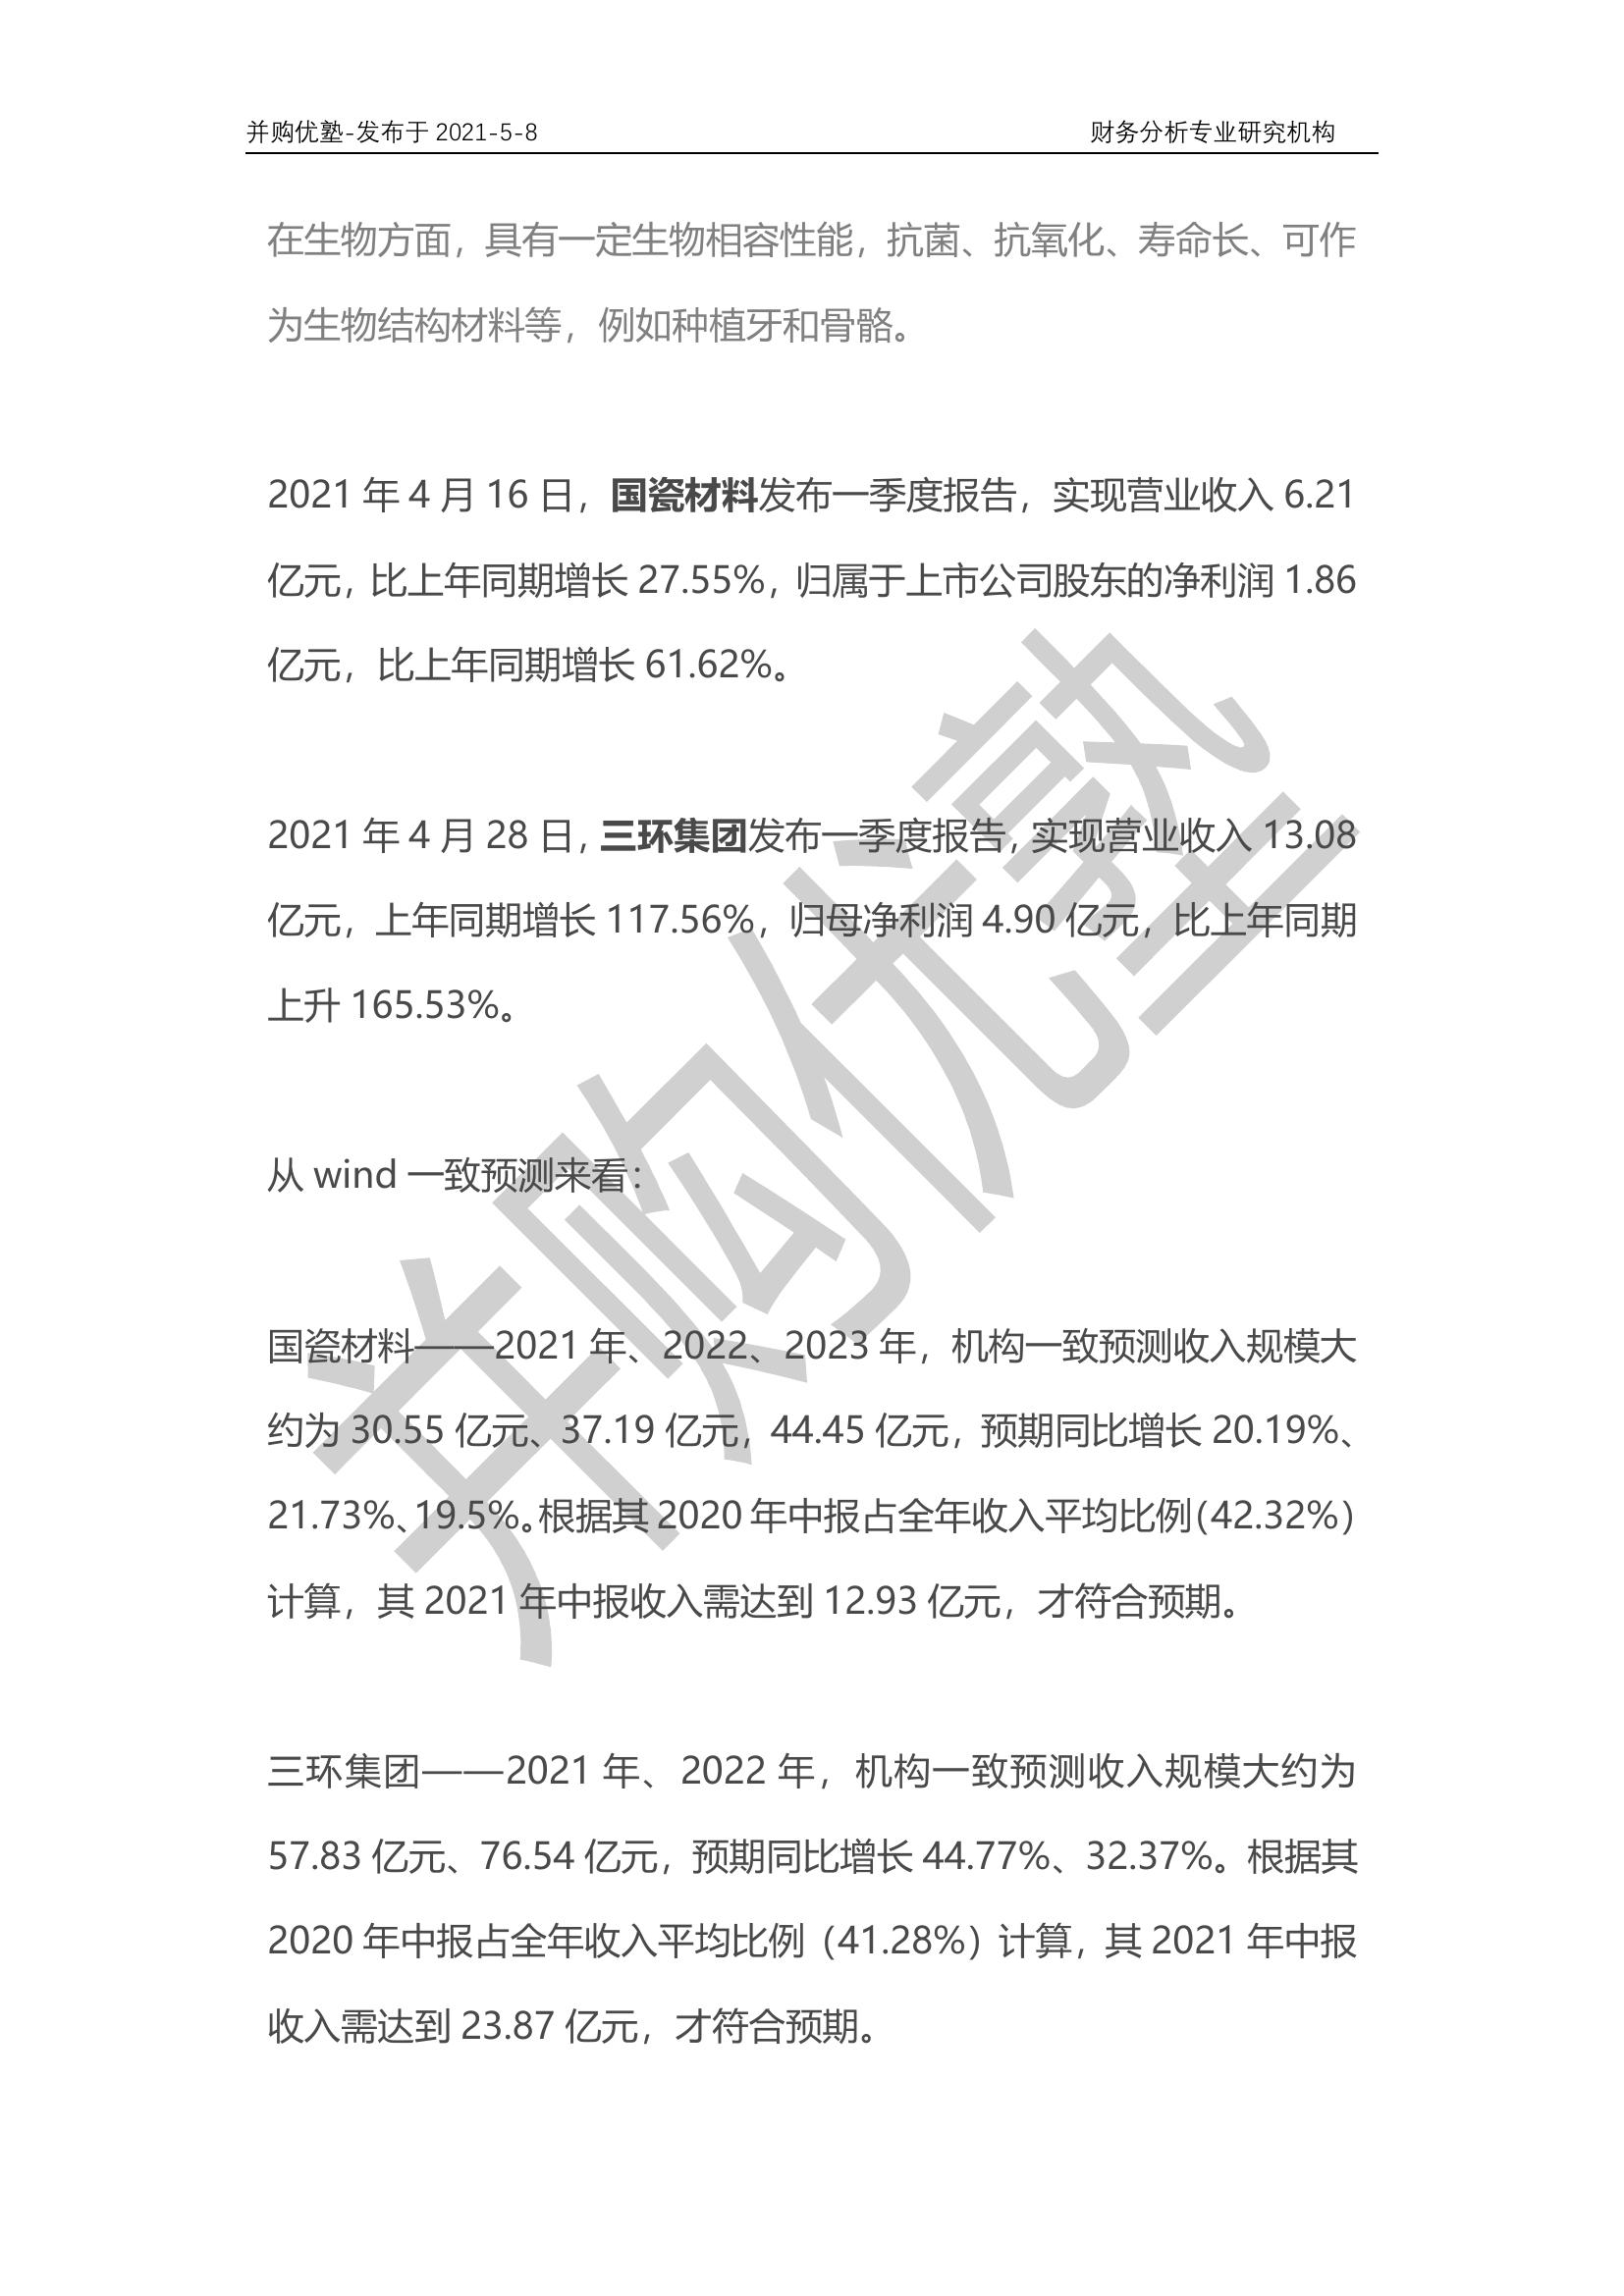 并购优塾-发布于 2021-5-8 财务分析专业研究机构
在生物方面，具有一定生物相容性能，抗菌、抗氧化、寿命长、可作
为生物结构材料等，例如种植牙和骨骼。
2021 年 4 月 16 日，国瓷材料发布一季度报告，实现营业收入 6.21
亿元，比上年同期增长 27.55%，归属于上市公司股东的净利润 1.86
亿元，比上年同期增长 61.62%。
2021 年 4 月 28 日，三环集团发布一季度报告，实现营业收入 13.08
亿元，上年同期增长 117.56%，归母净利润 4.90 亿元，比上年同期
上升 165.53%。
从 wind 一致预测来看：
国瓷材料——2021 年、2022、2023 年，机构一致预测收入规模大
约为 30.55 亿元、37.19 亿元，44.45 亿元，预期同比增长 20.19%、
21.73%、19.5%。根据其 2020 年中报占全年收入平均比例（42.32%）
计算，其 2021 年中报收入需达到 12.93 亿元，才符合预期。
三环集团——2021 年、2022 年，机构一致预测收入规模大约为
57.83 亿元、76.54 亿元，预期同比增长 44.77%、32.37%。根据其
2020 年中报占全年收入平均比例（41.28%）计算，其 2021 年中报
收入需达到 23.87 亿元，才符合预期。
并购优塾